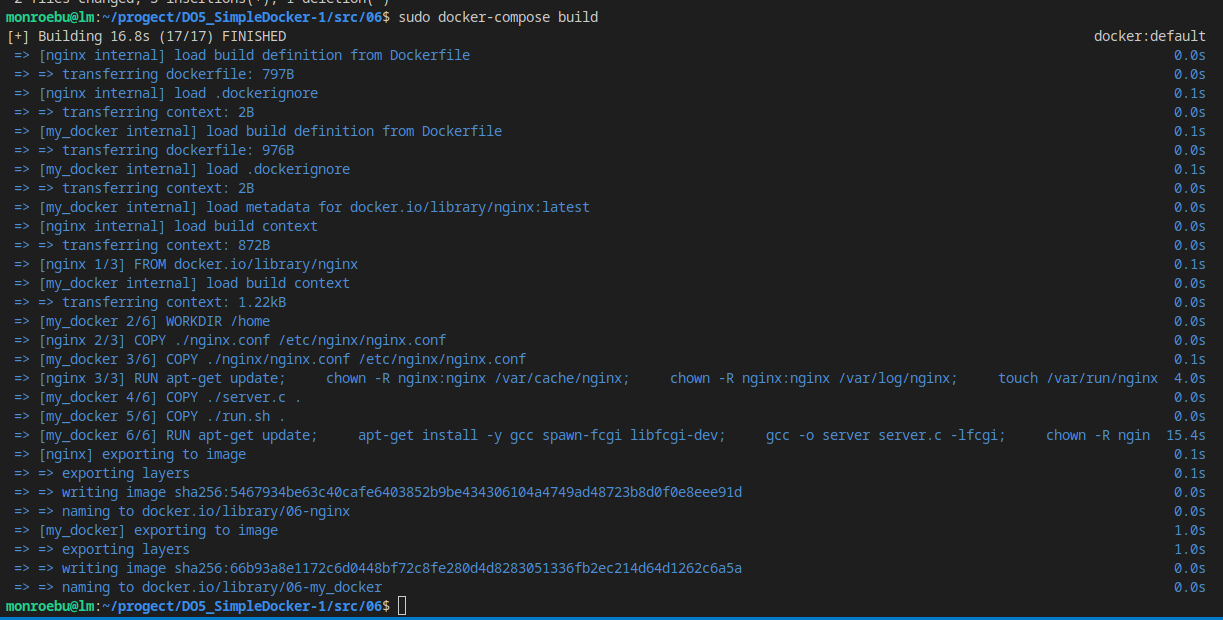 2 files changed, 3 insertions(+), 1 deletion(-)
monroebu@lm:~/progect/DO5_SimpleDocker-1/src/06$ sudo docker-compose build
[+] Building 16.8s (17/17) FINISHED docker:default
=> [nginx internal] load build definition from Dockerfile 0.0s
=> => transferring dockerfile: 797B 0.0s
=> [nginx internal] load .dockerignore 0.1s
=> => transferring context: 2B 0.0s
=> [my_docker internal] load build definition from Dockerfile 0.1s
=> => transferring dockerfile: 976B 0.0s
=> [my_docker internal] load .dockerignore 0.1s
=> => transferring context: 2B 0.0s
=> [my_docker internal] load metadata for docker.io/library/nginx:latest 0.0s
=> [nginx internal] load build context 0.0s
=> => transferring context: 872B 0.0s
=> [nginx 1/3] FROM docker.io/library/nginx 0.1s
=> [my_docker internal] load build context 0.0s
=> => transferring context: 1.22kB 0.0s
=> [my_docker 2/6] WORKDIR /home 0.0s
=> [nginx 2/3] COPY ./nginx.conf /etc/nginx/nginx.conf 0.0s
=> [my_docker 3/6] COPY ./nginx/nginx.conf /etc/nginx/nginx.conf 0.1s
=> [nginx 3/3] RUN apt-get update; chown -R nginx:nginx /var/cache/nginx; chown -R nginx:nginx /var/log/nginx; touch /var/run/nginx 4.0s
=> [my_docker 4/6] COPY ./server.c . 0.0s
=> [my_docker 5/6] COPY ./run.sh . 0.0s
=> [my_docker 6/6] RUN apt-get update; apt-get install -y gcc spawn-fcgi libfcgi-dev; gcc -o server server.c -lfcgi; chown -R ngin 15.4s
=> [nginx] exporting to image 0.1s
=> => exporting layers 0.1s
=> => writing image sha256:5467934be63c40cafe6403852b9be434306104a4749ad48723b8d0f0e8eee91d 0.0s
=> => naming to docker.io/library/06-nginx 0.0s
=> [my_docker] exporting to image 1.0s
=> => exporting layers 1.0s
=> => writing image sha256:66b93a8e1172c6d0448bf72c8fe280d4d8283051336fb2ec214d64d1262c6a5a 0.0s
=> => naming to docker.io/library/06-my_docker 0.0s
monroebu@lm:~/progect/DO5_SimpleDocker-1/src/06$